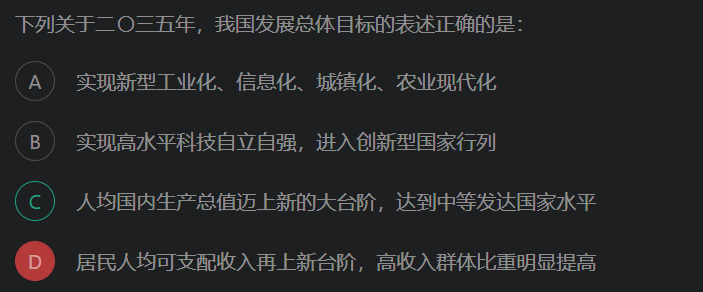 下列关于二〇三五年，我国发展总体目标的表述正确的是：
A 实现新型工业化、信息化、城镇化、农业现代化
B 实现高水平科技自立自强，进入创新型国家行列
C 人均国内生产总值迈上新的大台阶，达到中等发达国家水平
D 居民人均可支配收入再上新台阶，高收入群体比重明显提高